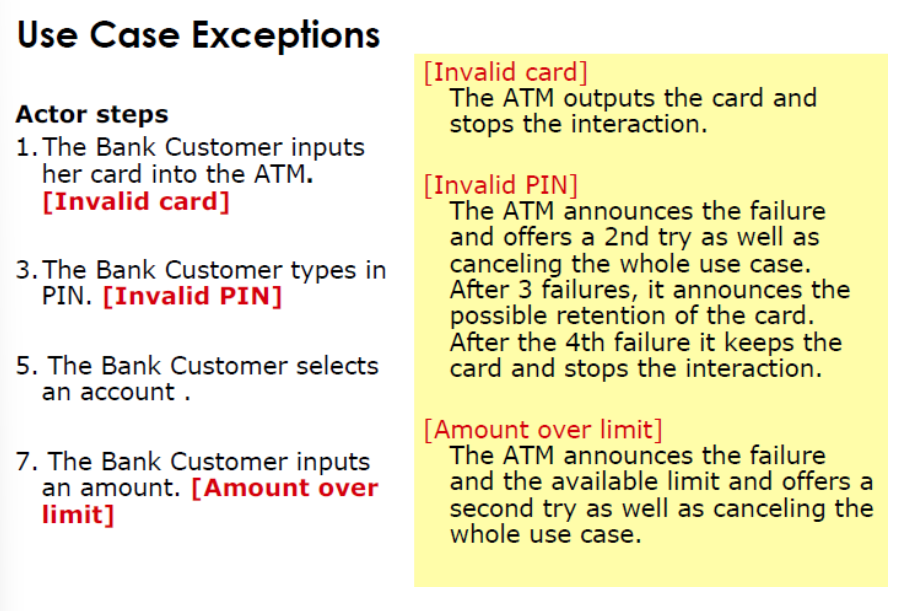 Use Case Exceptions
Actor steps
1.The Bank Customer inputs
her card into the ATM.
[Invalid card]
3.The Bank Customer types in
PIN. [Invalid PIN]
5. The Bank Customer selects
an account .
7. The Bank Customer inputs
an amount. [Amount over
limit]
[Invalid card]
The ATM outputs the card and
stops the interaction.
[Invalid PIN]
The ATM announces the failure
and offers a 2nd try as well as
canceling the whole use case.
After 3 failures, it announces the
possible retention of the card.
After the 4th failure it keeps the
card and stops the interaction.
[Amount over limit]
The ATM announces the failure
and the available limit and offers a
second try as well as canceling the
whole use case.